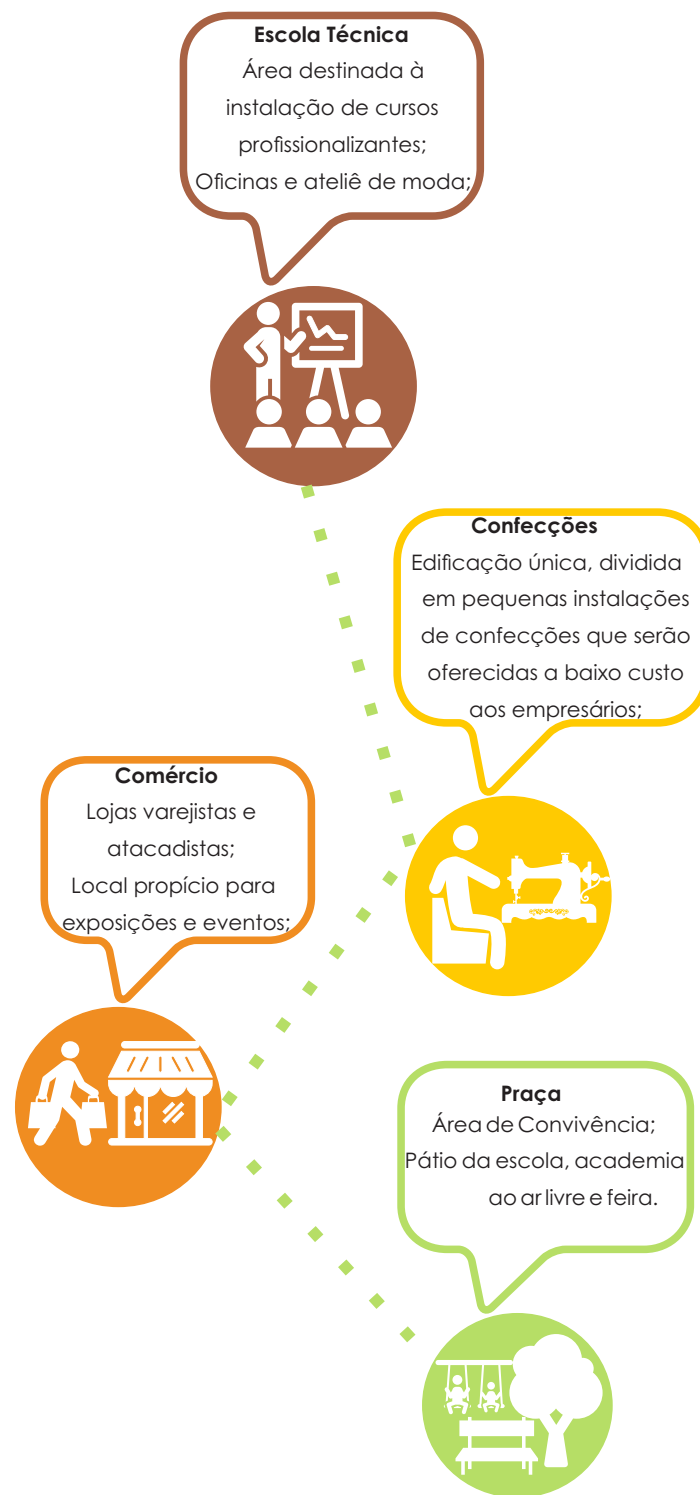 Escola Técnica
Área destinada à
instalação de cursos
profissionalizantes;
Oficinas e ateliê de moda;
Confecções
Edificação única, dividida
em pequenas instalações
de confecções que serão
oferecidas a baixo custo
aos empresários;
Comércio
Lojas varejistas e
atacadistas;
Local propício para
exposições e eventos;
Praça
Área de Convivência;
Pátio da escola, academia
ao ar livre e feira.